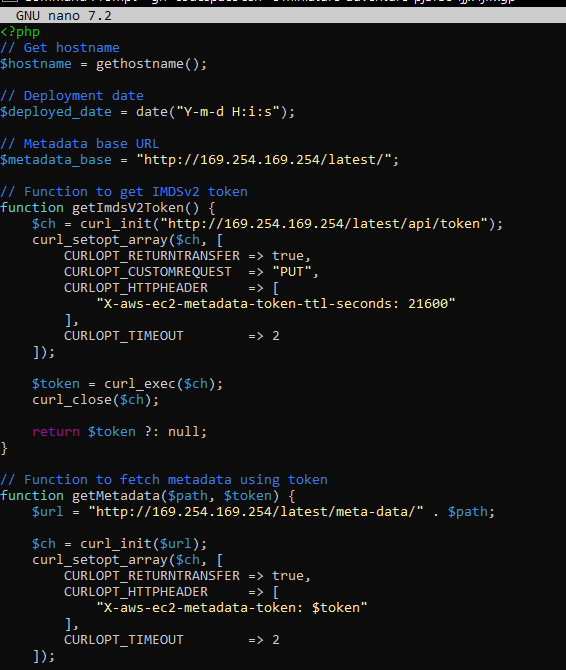 GNU nano 7.2
<?php
// Get hostname
$hostname = gethostname();

// Deployment date
$deployed_date = date("Y-m-d H:i:s");

// Metadata base URL
$metadata_base = "http://169.254.169.254/latest/";

// Function to get IMDSv2 token
function getImdsV2Token() {
    $ch = curl_init("http://169.254.169.254/latest/api/token");
    curl_setopt_array($ch, [
        CURLOPT_RETURNTRANSFER => true,
        CURLOPT_CUSTOMREQUEST  => "PUT",
        CURLOPT_HTTPHEADER     => [
            "X-aws-ec2-metadata-token-ttl-seconds: 21600"
        ],
        CURLOPT_TIMEOUT        => 2
    ]);

    $token = curl_exec($ch);
    curl_close($ch);

    return $token ?: null;
}

// Function to fetch metadata using token
function getMetadata($path, $token) {
    $url = "http://169.254.169.254/latest/meta-data/" . $path;

    $ch = curl_init($url);
    curl_setopt_array($ch, [
        CURLOPT_RETURNTRANSFER => true,
        CURLOPT_HTTPHEADER     => [
            "X-aws-ec2-metadata-token: $token"
        ],
        CURLOPT_TIMEOUT        => 2
    ]);